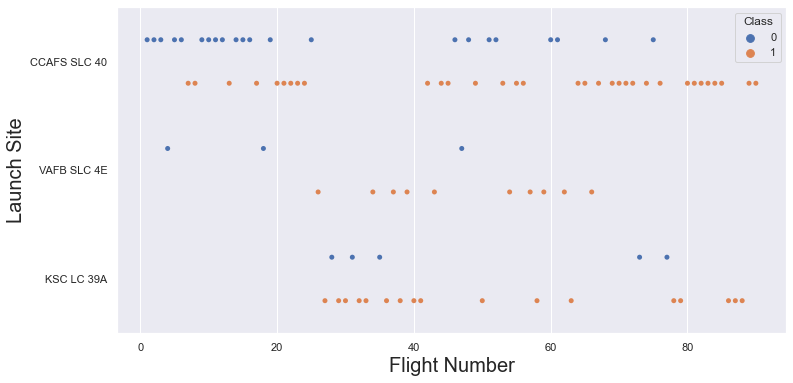 Class
0
1
CCAFS SLC 40
VAFB SLC 4E
KSC LC 39A
Launch Site
0 20 40 60 80
Flight Number